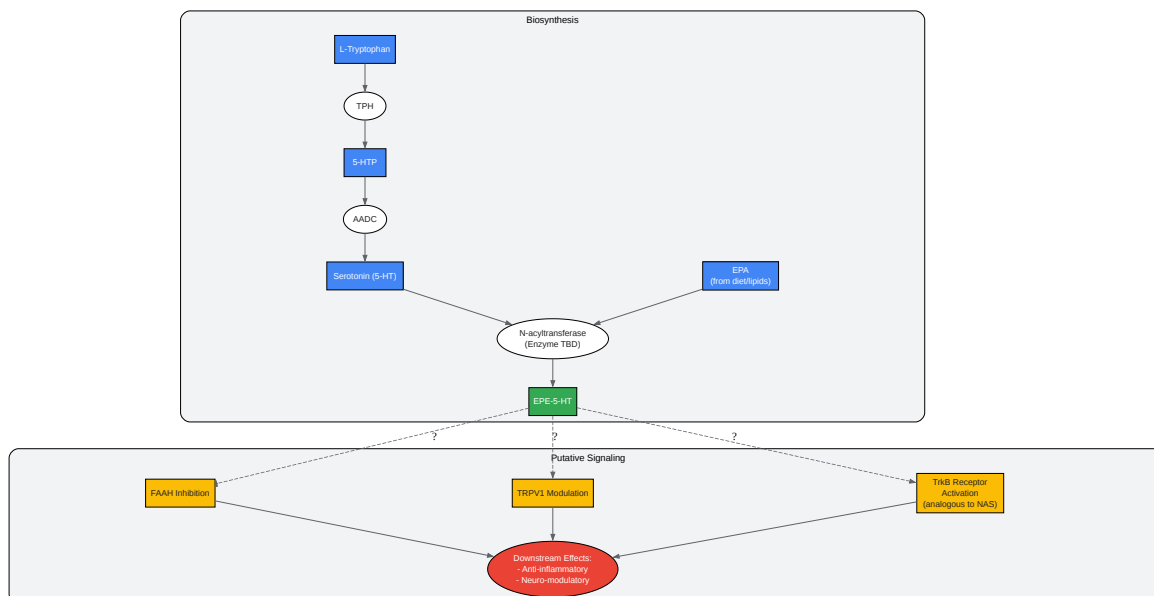 Biosynthesis
L-Tryptophan
TPH
5-HTP
AADC
Serotonin (5-HT)
EPA
(from diet/lipids)
N-acyltransferase
(Enzyme TBD)
EPE-5-HT
?
?
?
Putative Signaling
FAAH Inhibition
TRPV1 Modulation
TrkB Receptor
Activation
(analogous to NAS)
Downstream Effects:
- Anti-inflammatory
- Neuro-modulatory